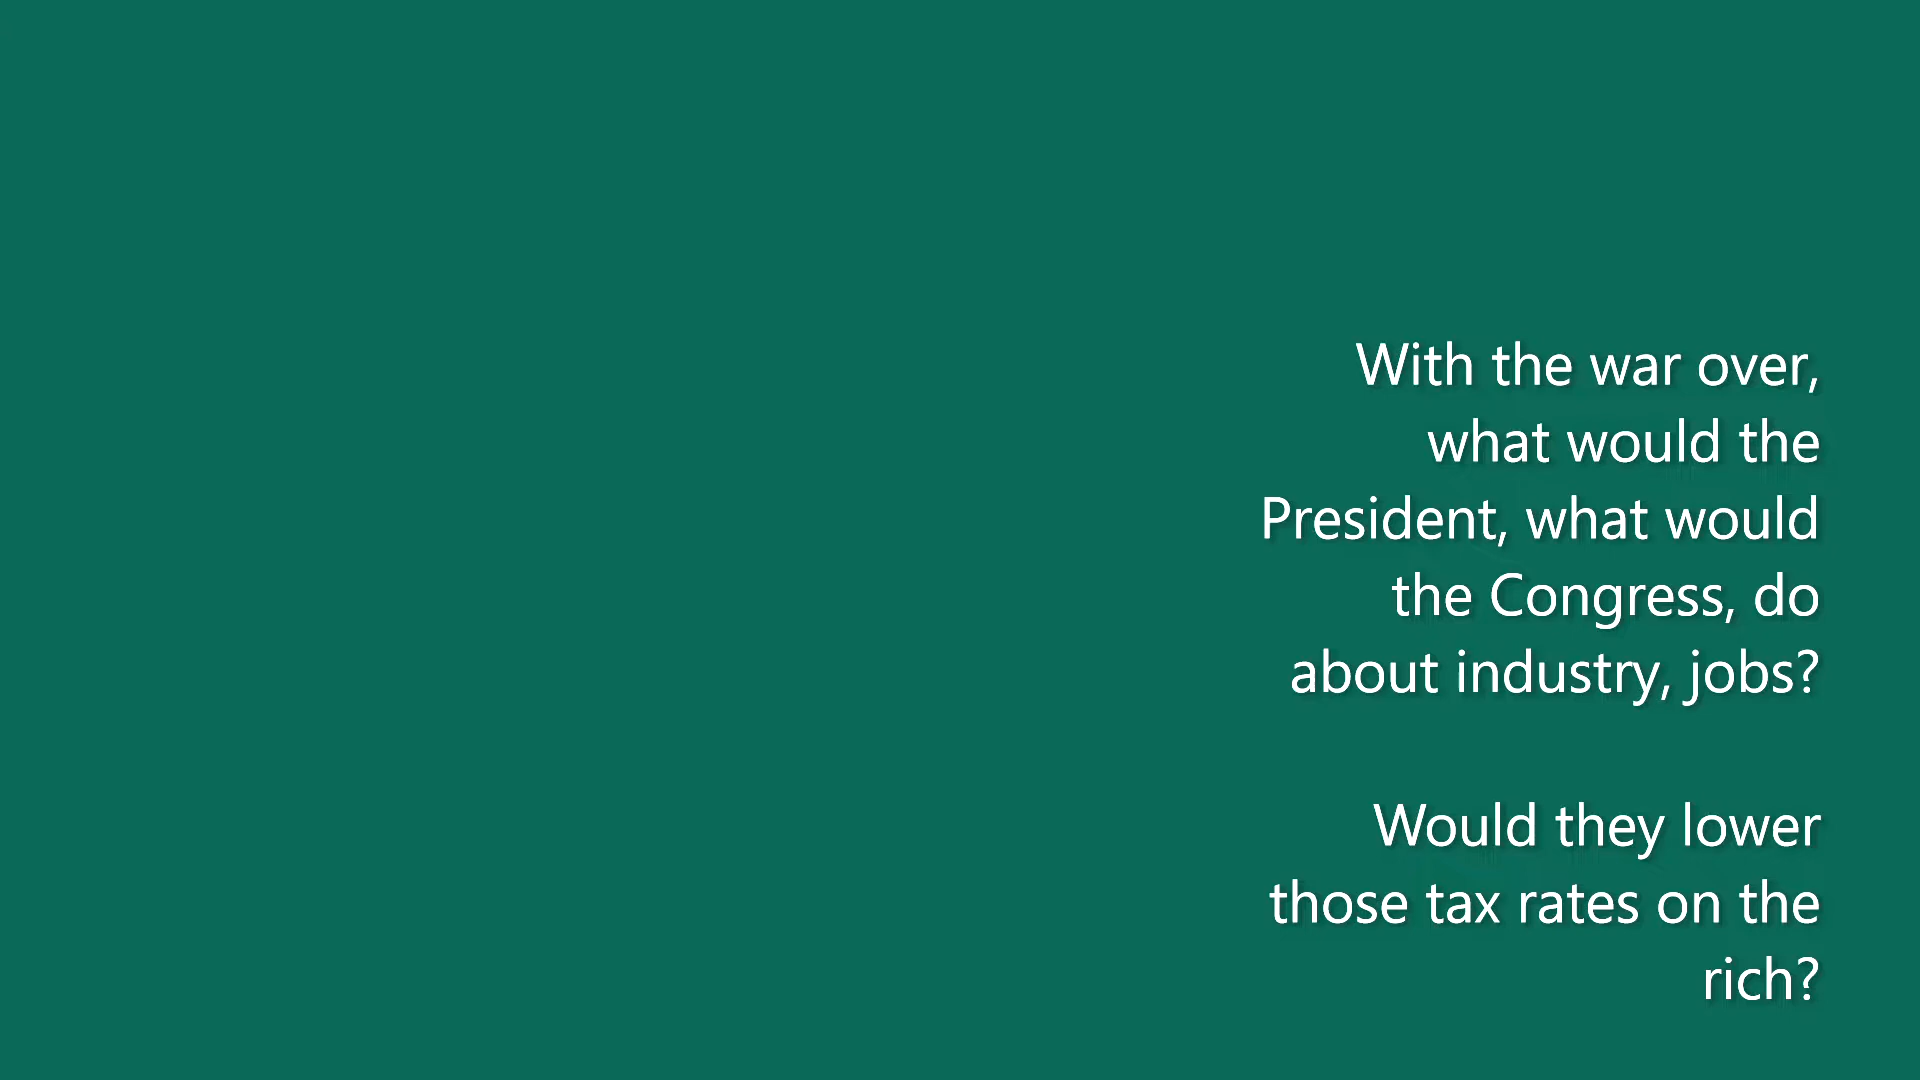 With the war over,
what would the
President, what would
the Congress, do
about industry, jobs?
Would they lower
those tax rates on the
rich?